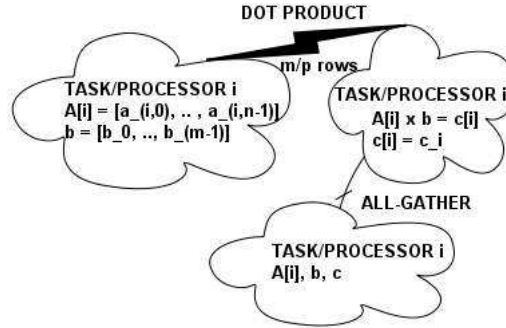 DOT PRODUCT
m/p rows
TASK/PROCESSOR i
A[i] = [a_(i,0), .. , a_(i,n-1)]
b = [b_0, .., b_(m-1)]
TASK/PROCESSOR i
A[i] x b = c[i]
c[i] = c_i
ALL-GATHER
TASK/PROCESSOR i
A[i], b, c